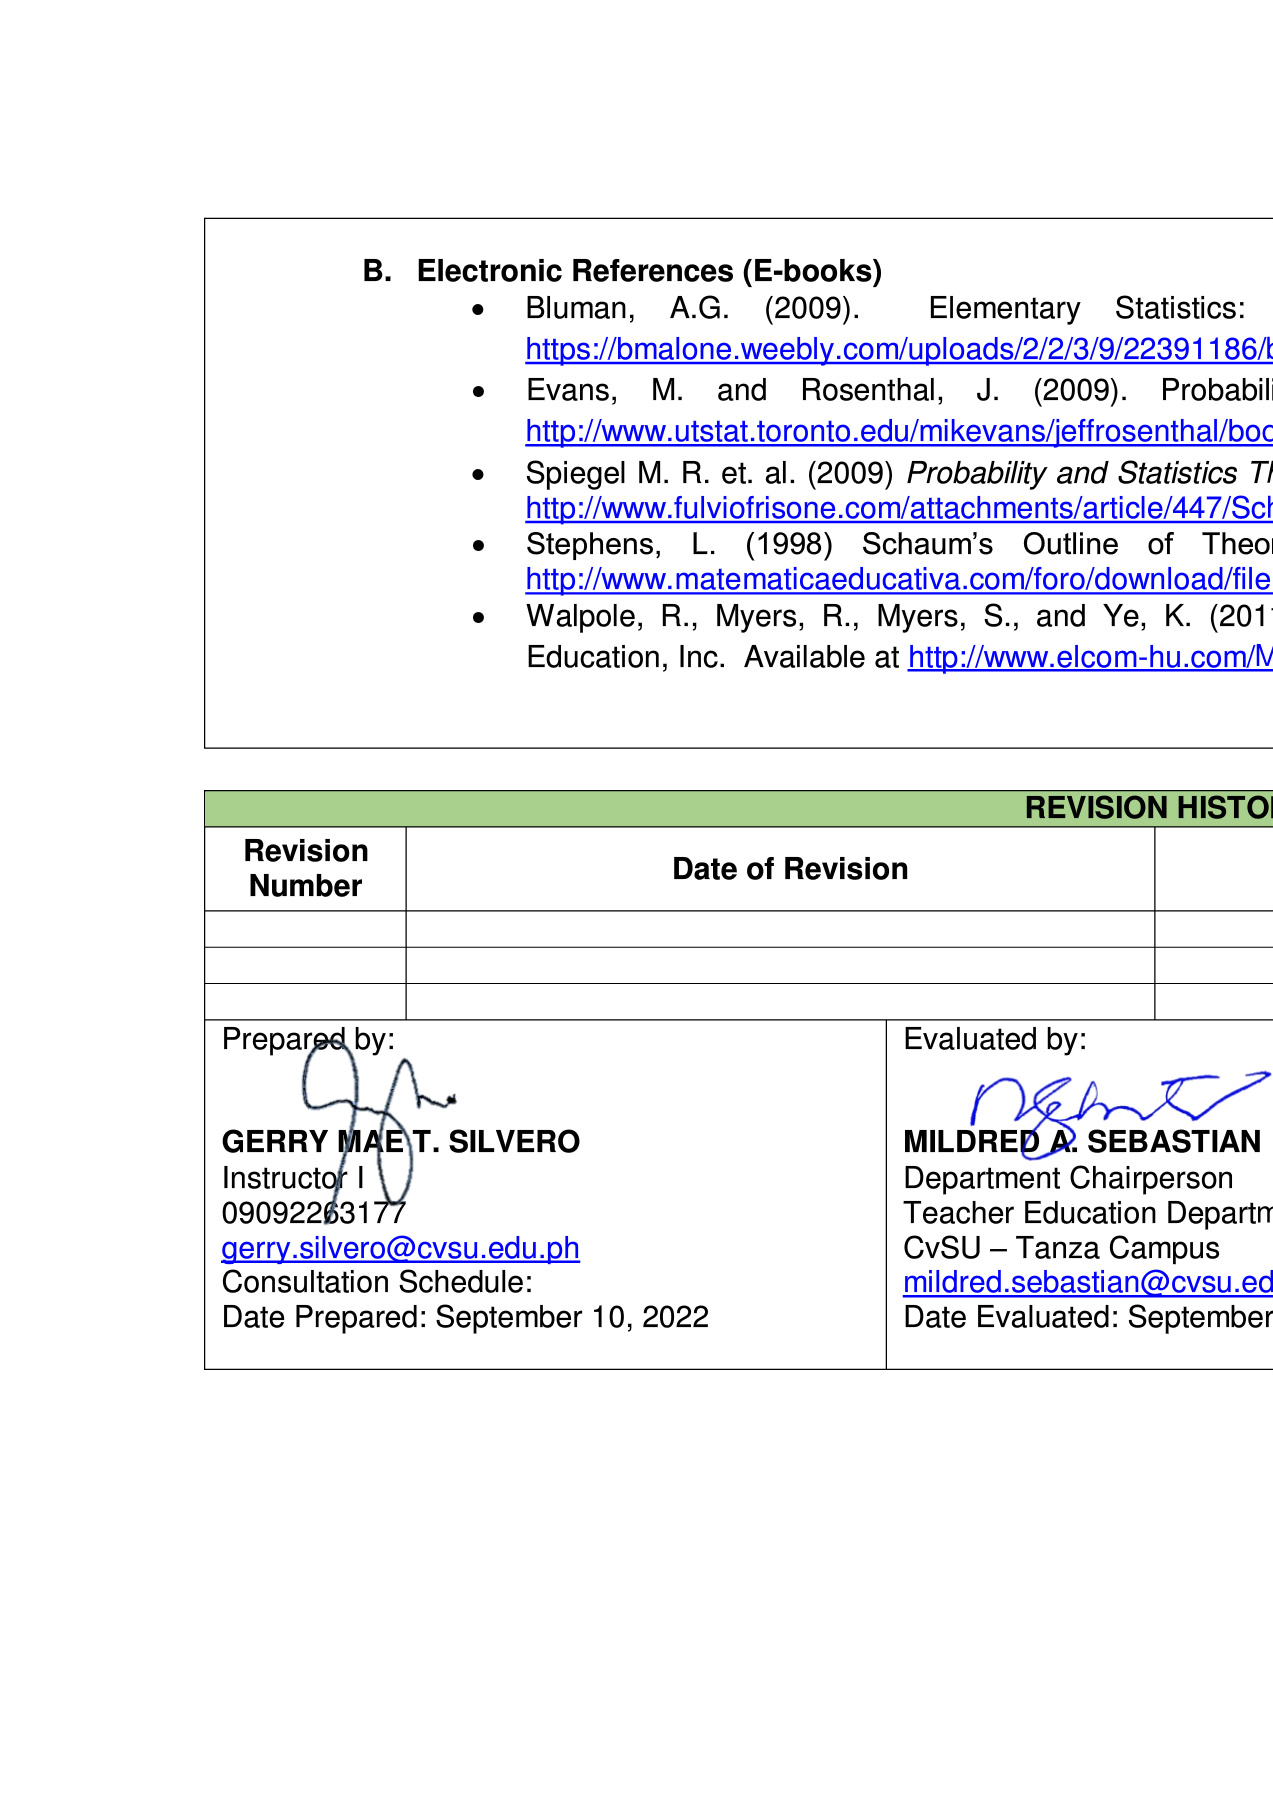 B. Electronic References (E-books)
• Bluman, A.G. (2009). Elementary Statistics:
https://bmalone.weebly.com/uploads/2/2/3/9/22391186/b
• Evans, M. and Rosenthal, J. (2009). Probabili
http://www.utstat.toronto.edu/mikevans/jeffrosenthal/boo
• Spiegel M. R. et. al. (2009) Probability and Statistics Th
http://www.fulviofrisone.com/attachments/article/447/Sch
• Stephens, L. (1998) Schaum’s Outline of Theor
http://www.matematicaeducativa.com/foro/download/file
• Walpole, R., Myers, R., Myers, S., and Ye, K. (2011
Education, Inc. Available at http://www.elcom-hu.com/M
REVISION HISTO
Revision
Number
Date of Revision
Prepared by:
GERRY MAE T. SILVERO
Instructor I
09092263177
gerry.silvero@cvsu.edu.ph
Consultation Schedule:
Date Prepared: September 10, 2022
Evaluated by:
MILDRED A. SEBASTIAN
Department Chairperson
Teacher Education Departm
CvSU – Tanza Campus
mildred.sebastian@cvsu.ed
Date Evaluated: September